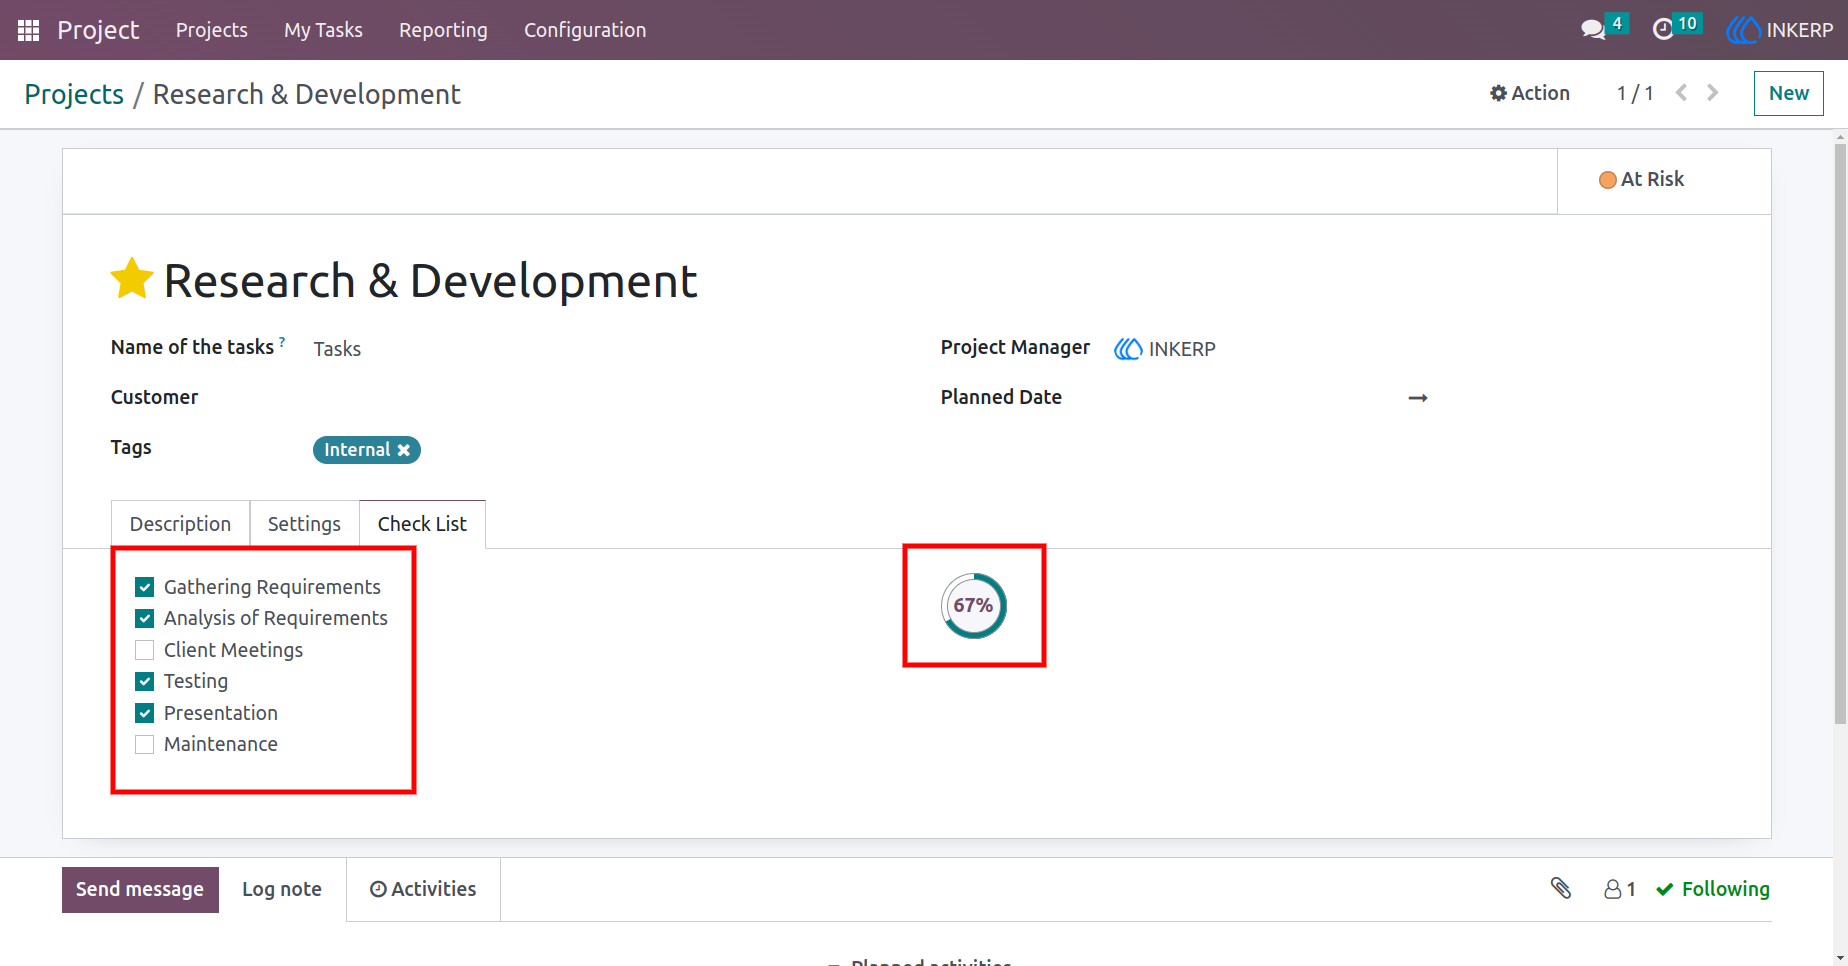 Project Projects My Tasks Reporting Configuration 4 10 INKERP
Projects / Research & Development Action 1 / 1 New
At Risk
Research & Development
Name of the tasks ? Tasks Project Manager INKERP
Customer Planned Date
Tags Internal
Description Settings Check List
Gathering Requirements
67%
Analysis of Requirements
Client Meetings
Testing
Presentation
Maintenance
Send message Log note Activities 1 Following
Planned activities